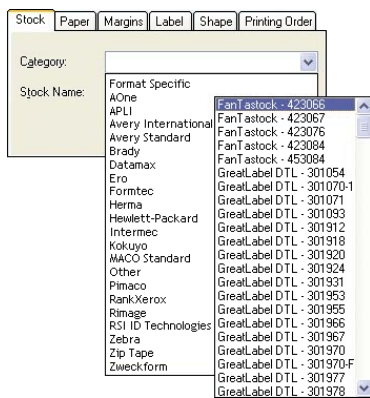 Stock Paper Margins Label Shape Printing Order
Category:
Stock Name:
Format Specific
AOne
APLI
Avery International
Avery Standard
Brady
Datamax
Ero
Formtec
Herma
Hewlett-Packard
Intermec
Kokuyo
MACO Standard
Other
Pimaco
RankXerox
Rimage
RSI ID Technologies
Zebra
Zip Tape
Zweckform
FanTastock - 423066
FanTastock - 423067
FanTastock - 423076
FanTastock - 423084
FanTastock - 453084
GreatLabel DTL - 301054
GreatLabel DTL - 301070-1
GreatLabel DTL - 301071
GreatLabel DTL - 301093
GreatLabel DTL - 301912
GreatLabel DTL - 301918
GreatLabel DTL - 301920
GreatLabel DTL - 301924
GreatLabel DTL - 301931
GreatLabel DTL - 301953
GreatLabel DTL - 301955
GreatLabel DTL - 301966
GreatLabel DTL - 301967
GreatLabel DTL - 301970
GreatLabel DTL - 301970-F
GreatLabel DTL - 301977
GreatLabel DTL - 301978